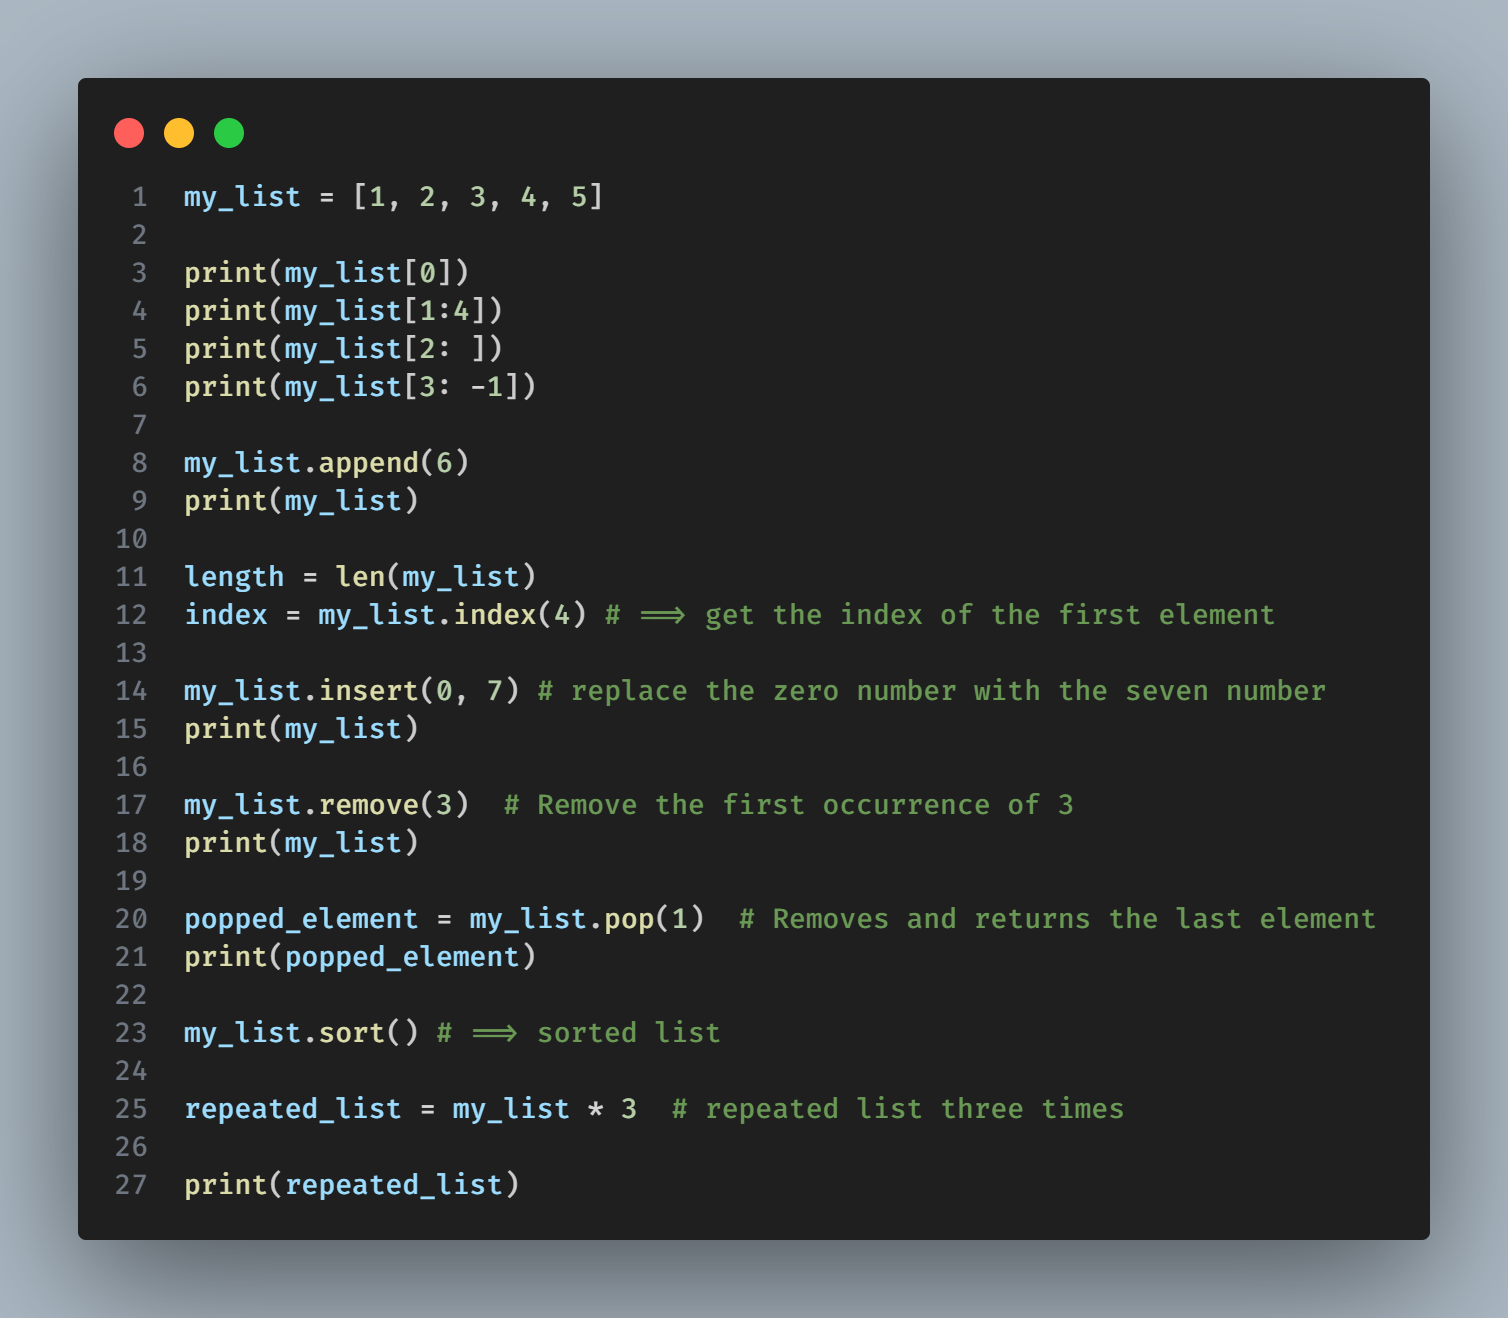 1 my_list = [1, 2, 3, 4, 5]
2
3 print(my_list[0])
4 print(my_list[1:4])
5 print(my_list[2: ])
6 print(my_list[3: -1])
7
8 my_list.append(6)
9 print(my_list)
10
11 length = len(my_list)
12 index = my_list.index(4) # ==> get the index of the first element
13
14 my_list.insert(0, 7) # replace the zero number with the seven number
15 print(my_list)
16
17 my_list.remove(3)  # Remove the first occurrence of 3
18 print(my_list)
19
20 popped_element = my_list.pop(1)  # Removes and returns the last element
21 print(popped_element)
22
23 my_list.sort() # ==> sorted list
24
25 repeated_list = my_list * 3  # repeated list three times
26
27 print(repeated_list)